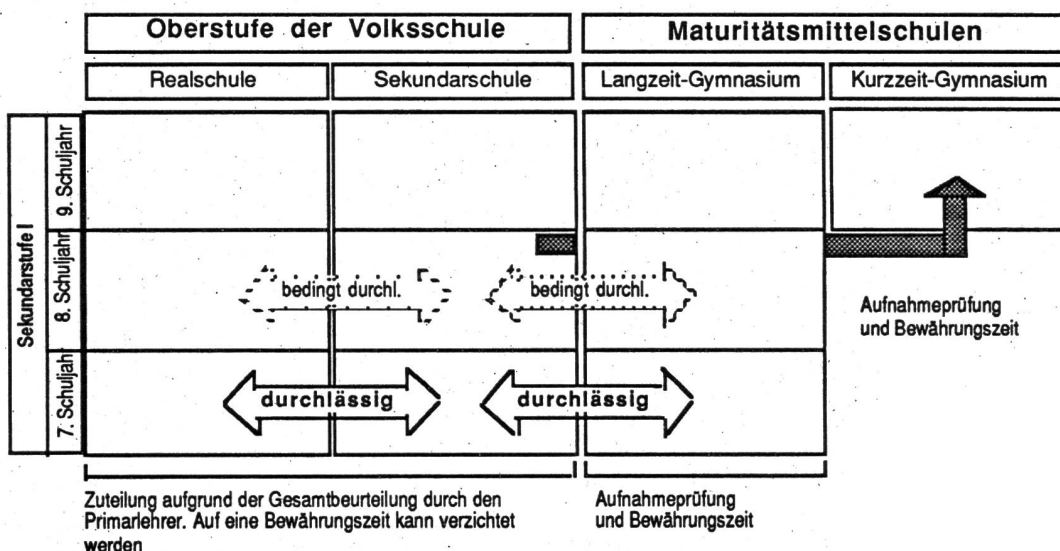 Oberstufe der Volksschule
Maturitätsmittelschulen
Realschule
Sekundarschule
Langzeit-Gymnasium
Kurzzeit-Gymnasium
Sekundarstufe I
9. Schuljahr
8. Schuljahr
7. Schuljahr
bedingt durchl.
bedingt durchl.
Aufnahmeprüfung
und Bewährungszeit
durchlässig
durchlässig
Zuteilung aufgrund der Gesamtbeurteilung durch den
Primarlehrer. Auf eine Bewährungszeit kann verzichtet
werden
Aufnahmeprüfung
und Bewährungszeit